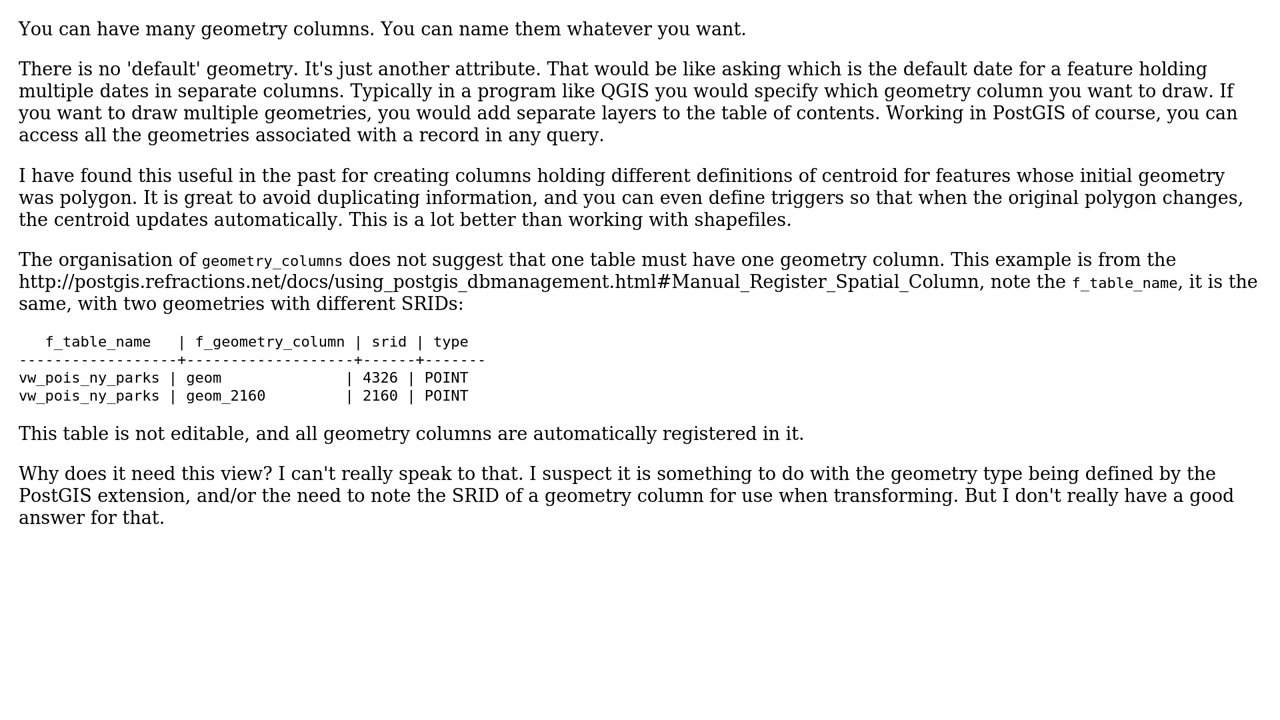 You can have many geometry columns. You can name them whatever you want.
There is no 'default' geometry. It's just another attribute. That would be like asking which is the default date for a feature holding
multiple dates in separate columns. Typically in a program like QGIS you would specify which geometry column you want to draw. If
you want to draw multiple geometries, you would add separate layers to the table of contents. Working in PostGIS of course, you can
access all the geometries associated with a record in any query.
I have found this useful in the past for creating columns holding different definitions of centroid for features whose initial geometry
was polygon. It is great to avoid duplicating information, and you can even define triggers so that when the original polygon changes,
the centroid updates automatically. This is a lot better than working with shapefiles.
The organisation of geometry_columns does not suggest that one table must have one geometry column. This example is from the
http://postgis.refractions.net/docs/using_postgis_dbmanagement.html#Manual_Register_Spatial_Column, note the f_table_name, it is the
same, with two geometries with different SRIDs:
   f_table_name   | f_geometry_column | srid | type
------------------+-------------------+------+-------
vw_pois_ny_parks | geom              | 4326 | POINT
vw_pois_ny_parks | geom_2160         | 2160 | POINT
This table is not editable, and all geometry columns are automatically registered in it.
Why does it need this view? I can't really speak to that. I suspect it is something to do with the geometry type being defined by the
PostGIS extension, and/or the need to note the SRID of a geometry column for use when transforming. But I don't really have a good
answer for that.